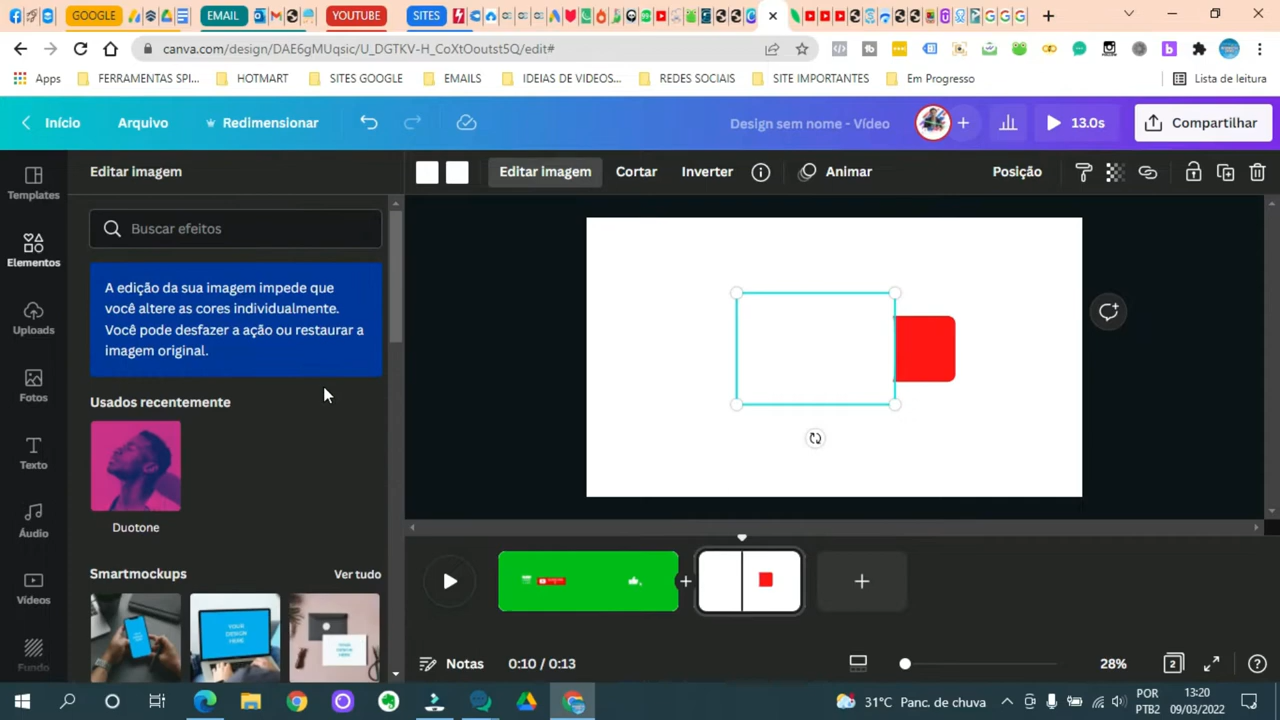 GOOGLE
EMAIL
YOUTUBE
SITES
canva.com/design/DAE6gMUqsic/U_DGTKV-H_CoXtOoutst5Q/edit#
Apps
FERRAMENTAS SPI...
HOTMART
SITES GOOGLE
EMAILS
IDEIAS DE VIDEOS...
REDES SOCIAIS
SITE IMPORTANTES
Em Progresso
Lista de leitura
Início
Arquivo
Redimensionar
Design sem nome - Vídeo
13.0s
Compartilhar
Templates
Elementos
Uploads
Fotos
Texto
Áudio
Vídeos
Fundo
Editar imagem
Buscar efeitos
A edição da sua imagem impede que
você altere as cores individualmente.
Você pode desfazer a ação ou restaurar a
imagem original.
Usados recentemente
Duotone
Smartmockups
Ver tudo
YOUR
DESIGN
HERE
Editar imagem
Cortar
Inverter
Animar
Posição
Notas
0:10 / 0:13
28%
2
31°C Panc. de chuva
POR
PTB2
13:20
09/03/2022